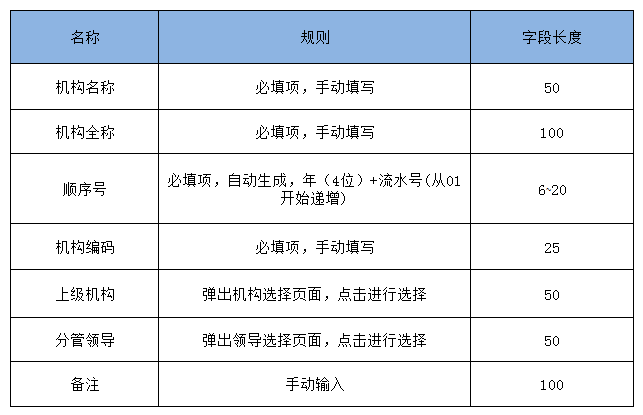 名称 规则 字段长度
机构名称 必填项，手动填写 50
机构全称 必填项，手动填写 100
顺序号 必填项，自动生成，年（4位）+流水号(从01
开始递增) 6~20
机构编码 必填项，手动填写 25
上级机构 弹出机构选择页面，点击进行选择 50
分管领导 弹出领导选择页面，点击进行选择 50
备注 手动输入 100